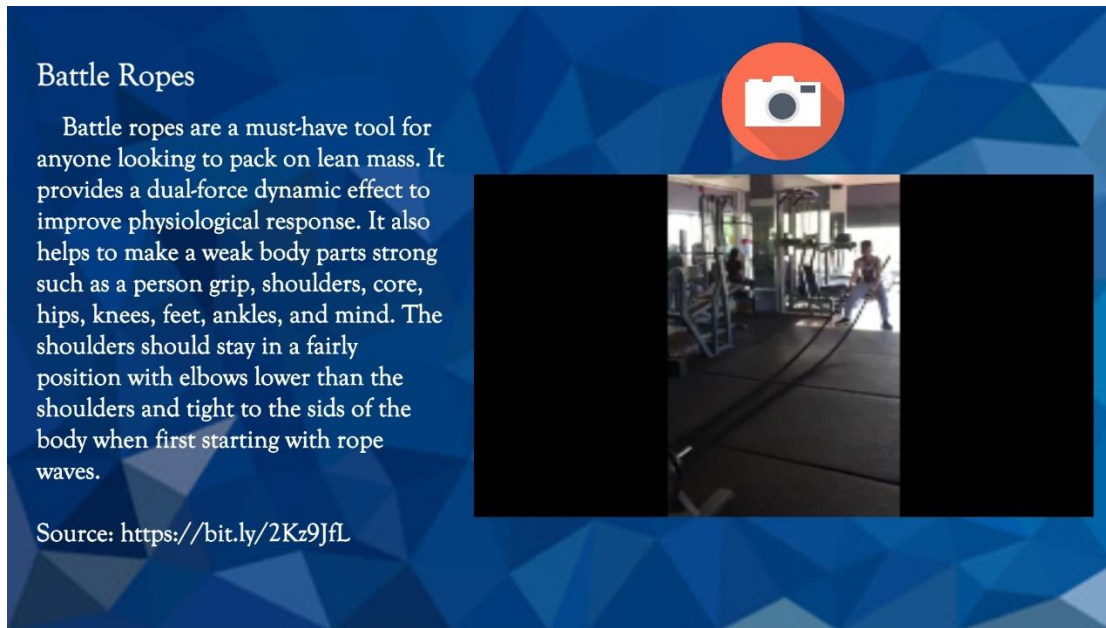 Battle Ropes
Battle ropes are a must-have tool for
anyone looking to pack on lean mass. It
provides a dual-force dynamic effect to
improve physiological response. It also
helps to make a weak body parts strong
such as a person grip, shoulders, core,
hips, knees, feet, ankles, and mind. The
shoulders should stay in a fairly
position with elbows lower than the
shoulders and tight to the sids of the
body when first starting with rope
waves.
Source: https://bit.ly/2Kz9JfL